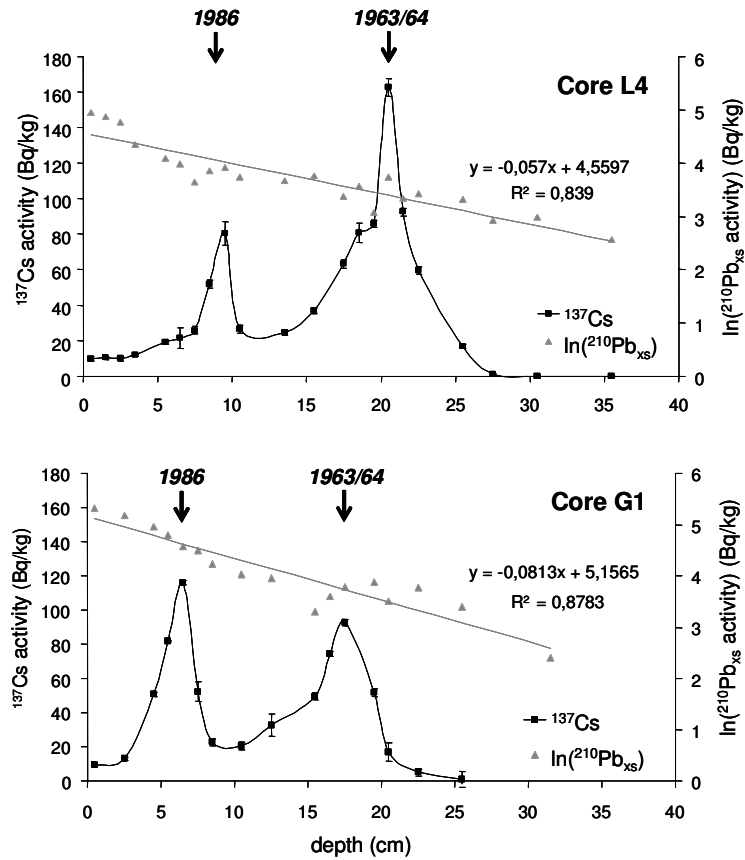 1986 1963/64
180 6
Core L4
160
5
140
120 4
y = -0,057x + 4,5597
R² = 0,839
100
3
80
60 2
¹³⁷Cs
40
1
ln(²¹⁰Pbxs)
20
0 0
0 5 10 15 20 25 30 35 40
¹³⁷Cs activity) (Bq/kg)
ln(²¹⁰Pbxs activity) (Bq/kg)
1986 1963/64
180 6
Core G1
160
5
140
120 4
y = -0,0813x + 5,1565
R² = 0,8783
100
3
80
60 2
¹³⁷Cs
40
1
ln(²¹⁰Pbxs)
20
0 0
0 5 10 15 20 25 30 35 40
¹³⁷Cs activity) (Bq/kg)
ln(²¹⁰Pbxs activity) (Bq/kg)
depth (cm)